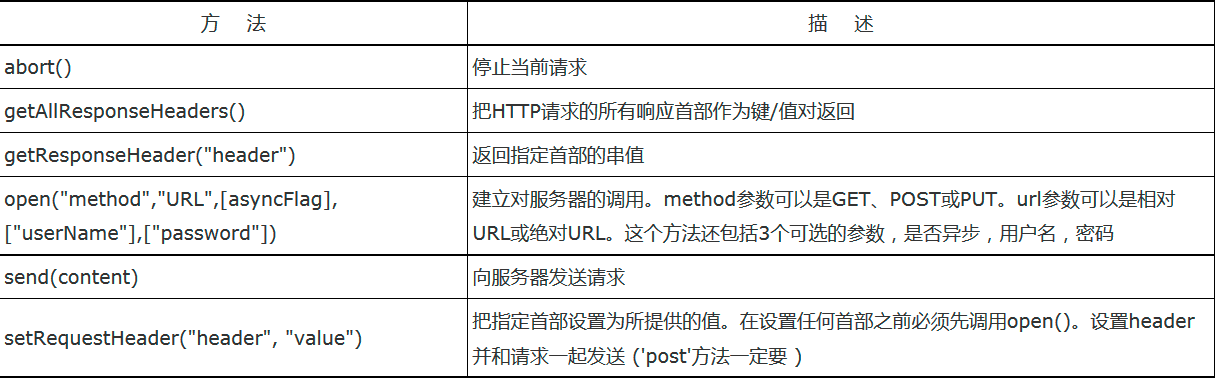 方 法 描 述
abort() 停止当前请求
getAllResponseHeaders() 把HTTP请求的所有响应首部作为键/值对返回
getResponseHeader("header") 返回指定首部的串值
open("method","URL",[asyncFlag],
["userName"],["password"])
建立对服务器的调用。method参数可以是GET、POST或PUT。url参数可以是相对
URL或绝对URL。这个方法还包括3个可选的参数，是否异步，用户名，密码
send(content) 向服务器发送请求
setRequestHeader("header", "value")
把指定首部设置为所提供的值。在设置任何首部之前必须先调用open()。设置header
并和请求一起发送 ('post'方法一定要 )